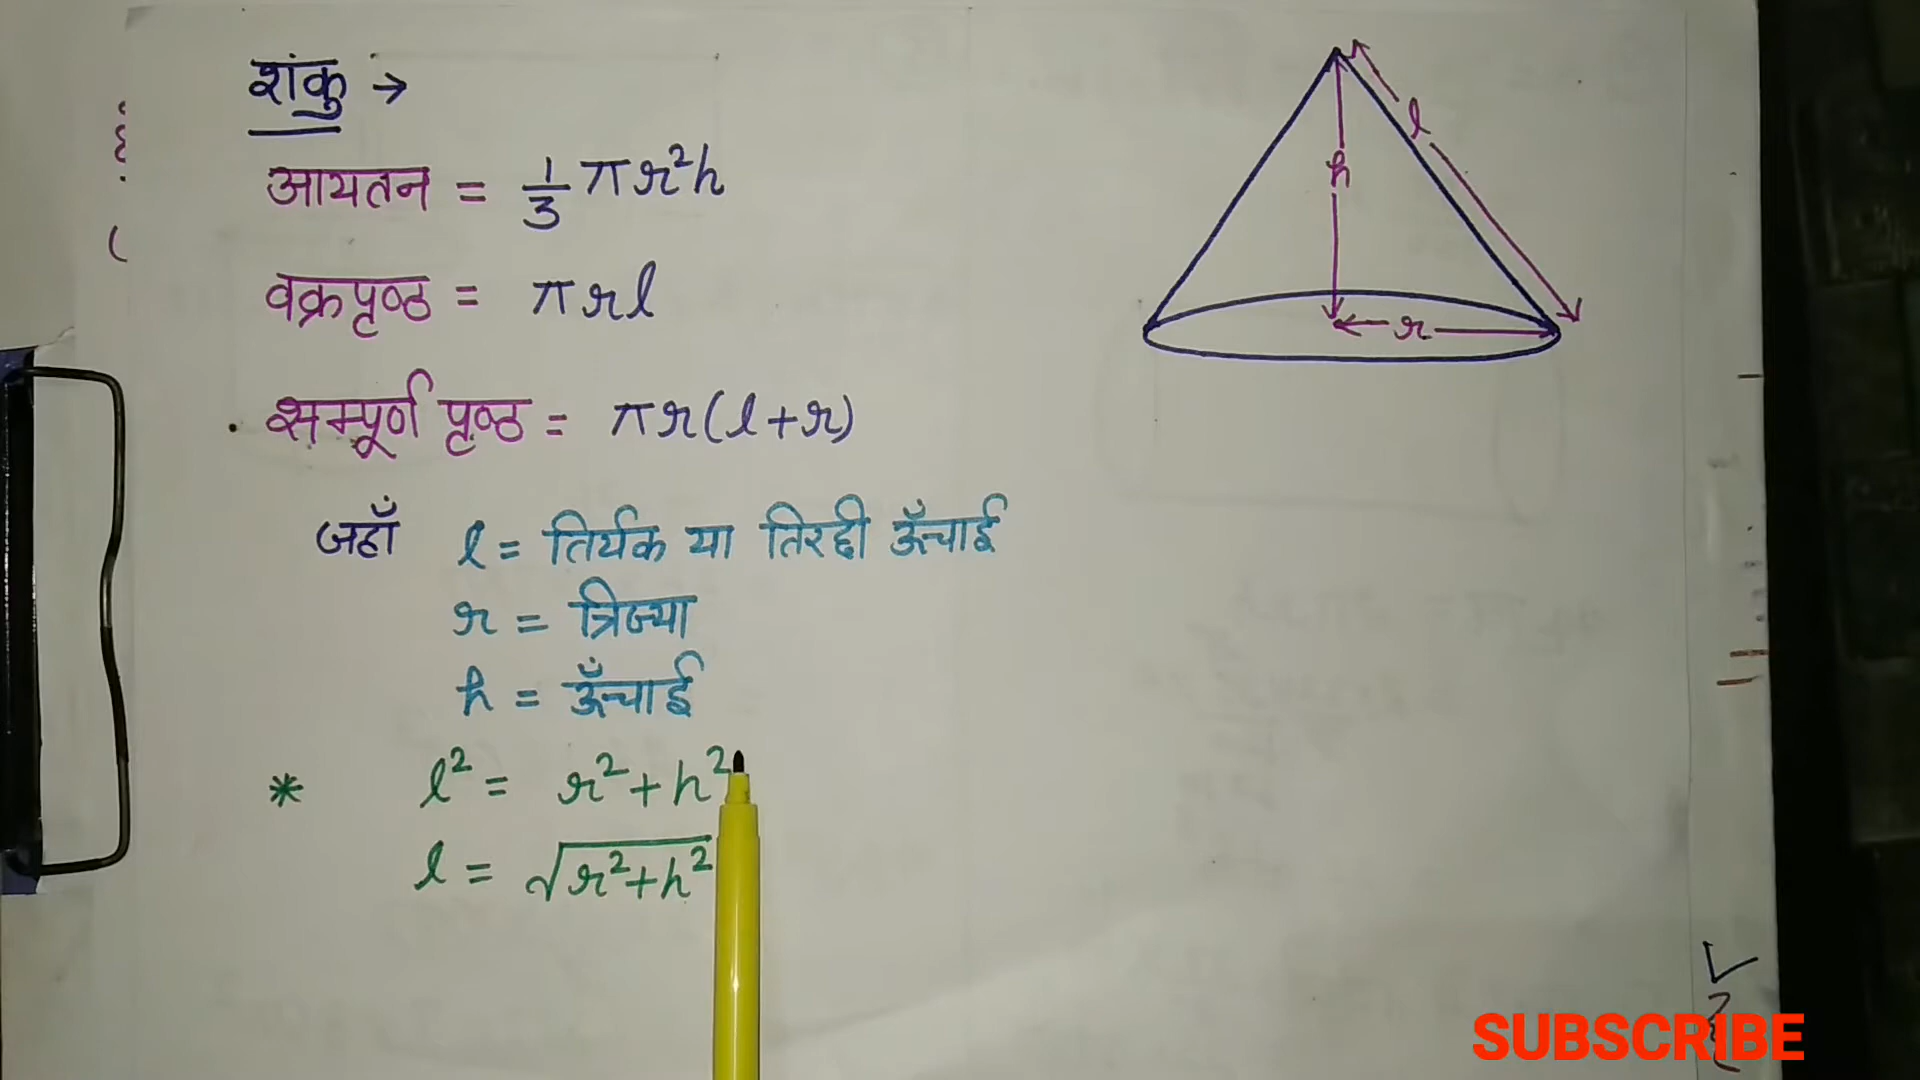 शंकु →
आयतन = 1/3 πr²h
वक्रपृष्ठ = πrl
सम्पूर्ण पृष्ठ = πr(l+r)
जहाँ l = तिर्यक या तिरछी ऊँचाई
r = त्रिज्या
h = ऊँचाई
* l² = r²+h²
l = √r²+h²
l
h
r
SUBSCRIBE